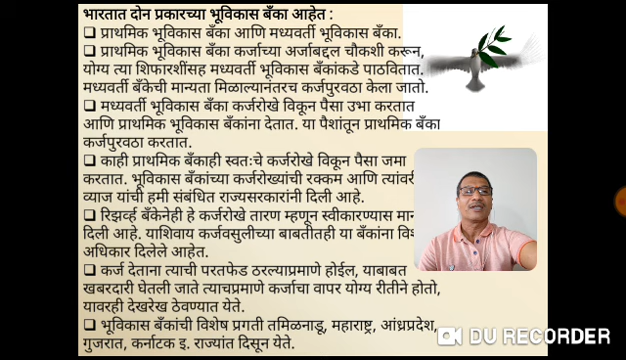 भारतात दोन प्रकारच्या भूविकास बँका आहेत :
❑ प्राथमिक भूविकास बँका आणि मध्यवर्ती भूविकास बँका.
❑ प्राथमिक भूविकास बँका कर्जाच्या अर्जाबद्दल चौकशी करून,
योग्य त्या शिफारशींसह मध्यवर्ती भूविकास बँकांकडे पाठवितात.
मध्यवर्ती बँकेची मान्यता मिळाल्यानंतरच कर्जपुरवठा केला जातो.
❑ मध्यवर्ती भूविकास बँका कर्जरोखे विकून पैसा उभा करतात
आणि प्राथमिक भूविकास बँकांना देतात. या पैशांतून प्राथमिक बँका
कर्जपुरवठा करतात.
❑ काही प्राथमिक बँकाही स्वतःचे कर्जरोखे विकून पैसा जमा
करतात. भूविकास बँकांच्या कर्जरोख्यांची रक्कम आणि त्यांवरी
व्याज यांची हमी संबंधित राज्यसरकारांनी दिली आहे.
❑ रिझर्व्ह बँकेनेही हे कर्जरोखे तारण म्हणून स्वीकारण्यास
दिली आहे. याशिवाय कर्जवसुलीच्या बाबतीतही या बँकांना
अधिकार दिलेले आहेत.
❑ कर्ज देताना त्याची परतफेड ठरल्याप्रमाणे होईल, याबाबत
खबरदारी घेतली जाते त्याचप्रमाणे कर्जाचा वापर योग्य रीतीने होतो,
यावरही देखरेख ठेवण्यात येते.
❑ भूविकास बँकांची विशेष प्रगती तमिळनाडू, महाराष्ट्र, आंध्रप्रदेश,
गुजरात, कर्नाटक इ. राज्यांत दिसून येते.
DU RECORDER